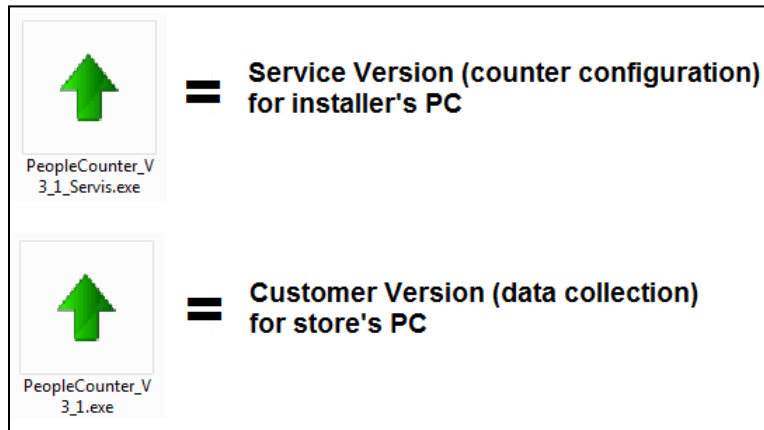 = Service Version (counter configuration)
for installer's PC
PeopleCounter_V
3_1_Servis.exe
= Customer Version (data collection)
for store's PC
PeopleCounter_V
3_1.exe